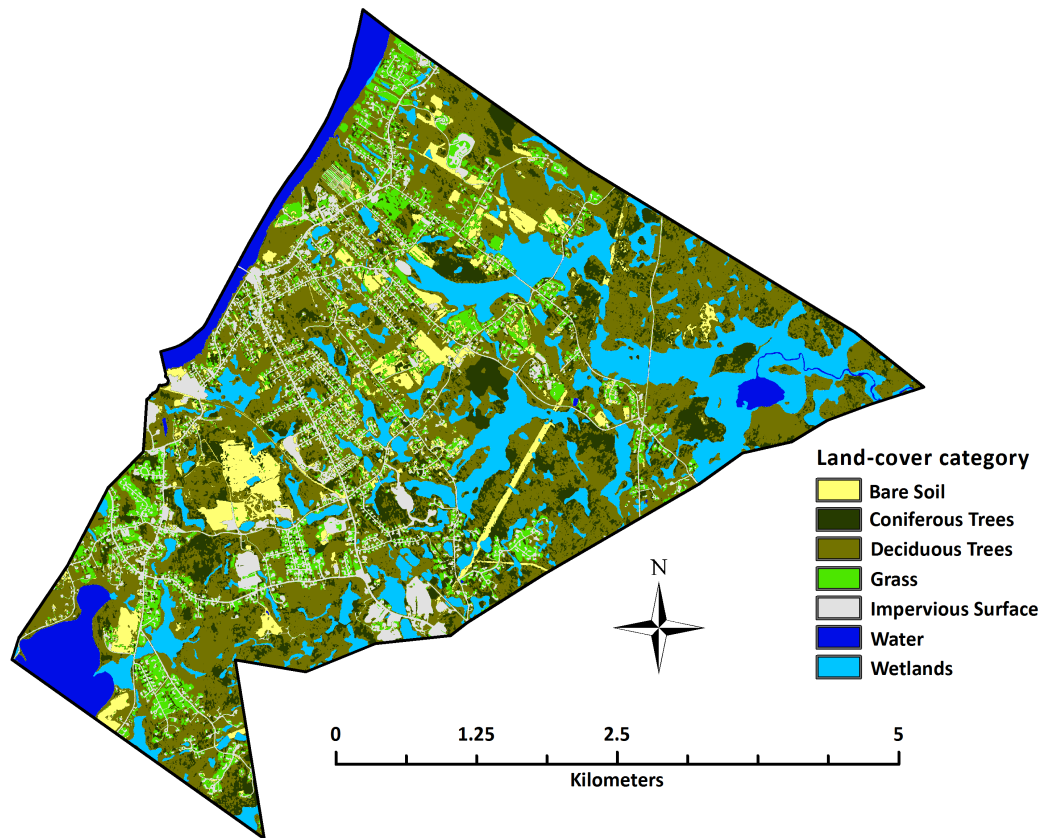 Land-cover category
Bare Soil
Coniferous Trees
Deciduous Trees
Grass
Impervious Surface
Water
Wetlands
N
0 1.25 2.5 5
Kilometers